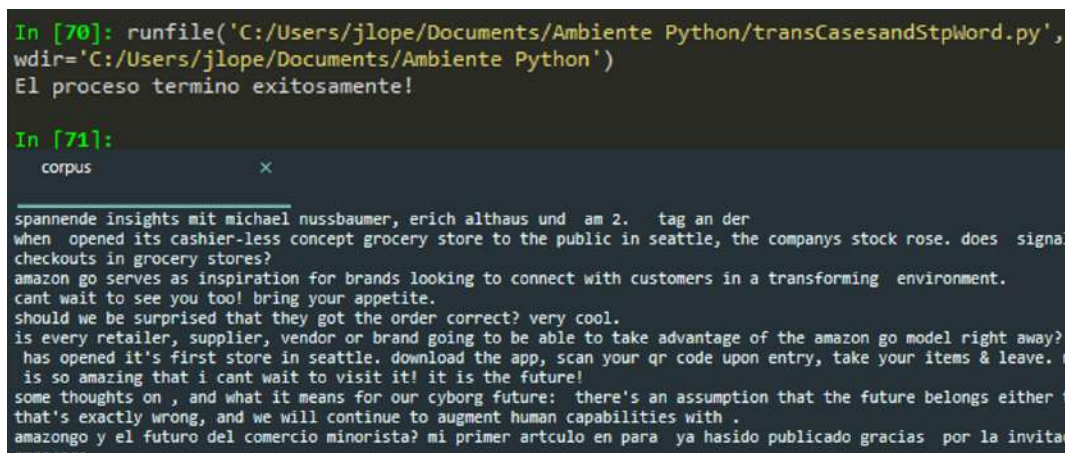 In [70]: runfile('C:/Users/jlope/Documents/Ambiente Python/transCasesandStpWord.py',
wdir='C:/Users/jlope/Documents/Ambiente Python')
El proceso termino exitosamente!
In [71]:
corpus ×
spannende insights mit michael nussbaumer, erich althaus und  am 2.   tag an der
when  opened its cashier-less concept grocery store to the public in seattle, the companys stock rose. does  signal
checkouts in grocery stores?
amazon go serves as inspiration for brands looking to connect with customers in a transforming  environment.
cant wait to see you too! bring your appetite.
should we be surprised that they got the order correct? very cool.
is every retailer, supplier, vendor or brand going to be able to take advantage of the amazon go model right away?
has opened it's first store in seattle. download the app, scan your qr code upon entry, take your items & leave.
is so amazing that i cant wait to visit it! it is the future!
some thoughts on , and what it means for our cyborg future:  there's an assumption that the future belongs either
that's exactly wrong, and we will continue to augment human capabilities with .
amazongo y el futuro del comercio minorista? mi primer artculo en para  ya hasido publicado gracias  por la